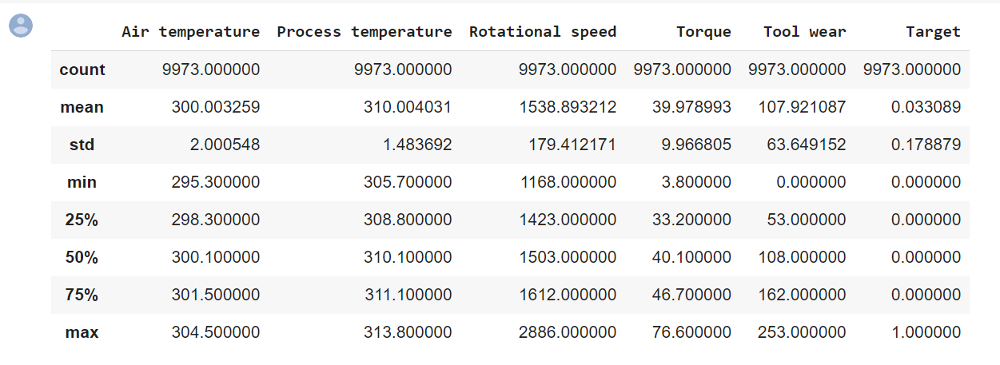 Air temperature Process temperature Rotational speed Torque Tool wear Target
count 9973.000000 9973.000000 9973.000000 9973.000000 9973.000000 9973.000000
mean 300.003259 310.004031 1538.893212 39.978993 107.921087 0.033089
std 2.000548 1.483692 179.412171 9.966805 63.649152 0.178879
min 295.300000 305.700000 1168.000000 3.800000 0.000000 0.000000
25% 298.300000 308.800000 1423.000000 33.200000 53.000000 0.000000
50% 300.100000 310.100000 1503.000000 40.100000 108.000000 0.000000
75% 301.500000 311.100000 1612.000000 46.700000 162.000000 0.000000
max 304.500000 313.800000 2886.000000 76.600000 253.000000 1.000000